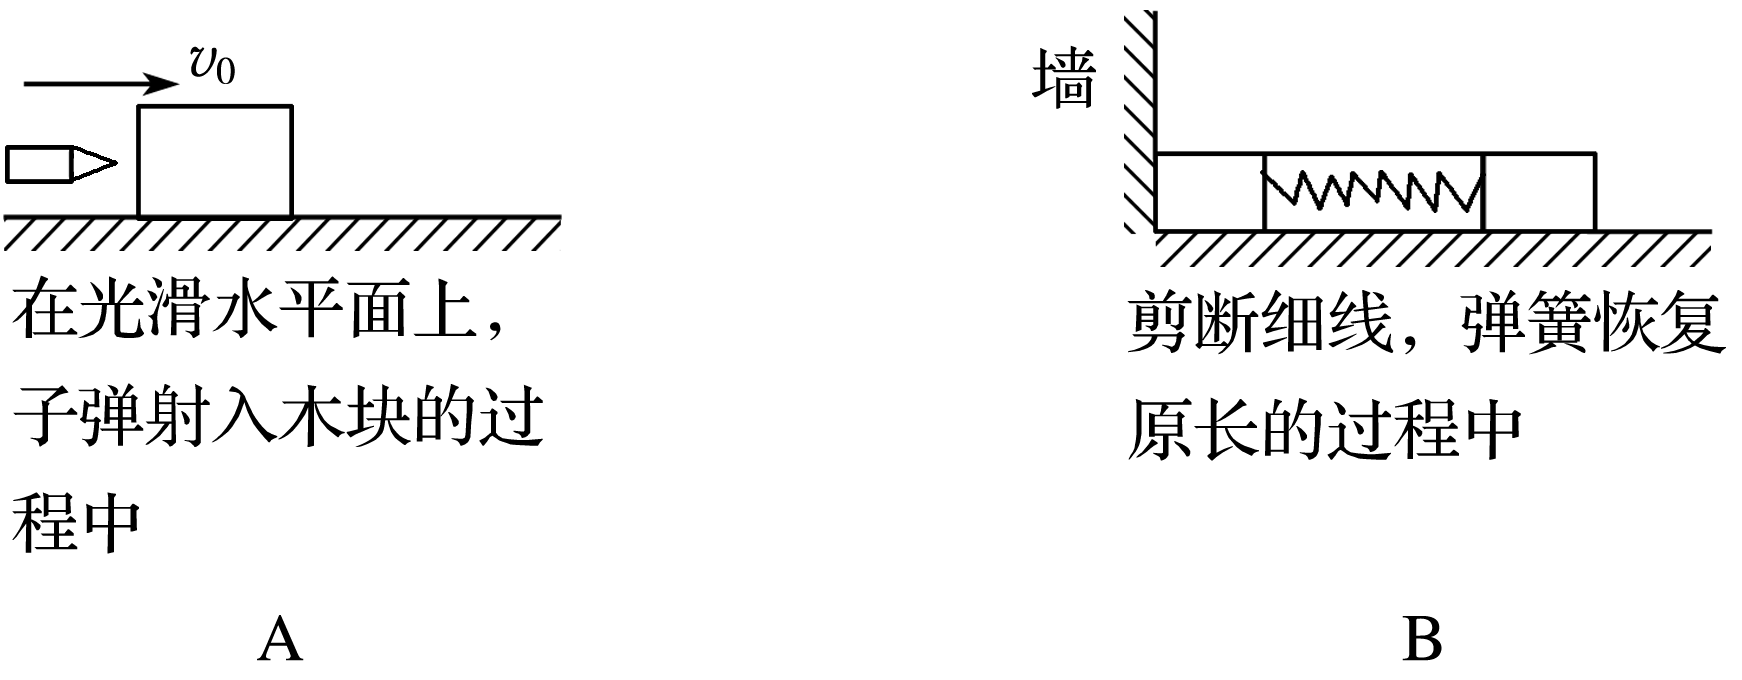 v₀
在光滑水平面上，
子弹射入木块的过
程中
A
墙
剪断细线，弹簧恢复
原长的过程中
B